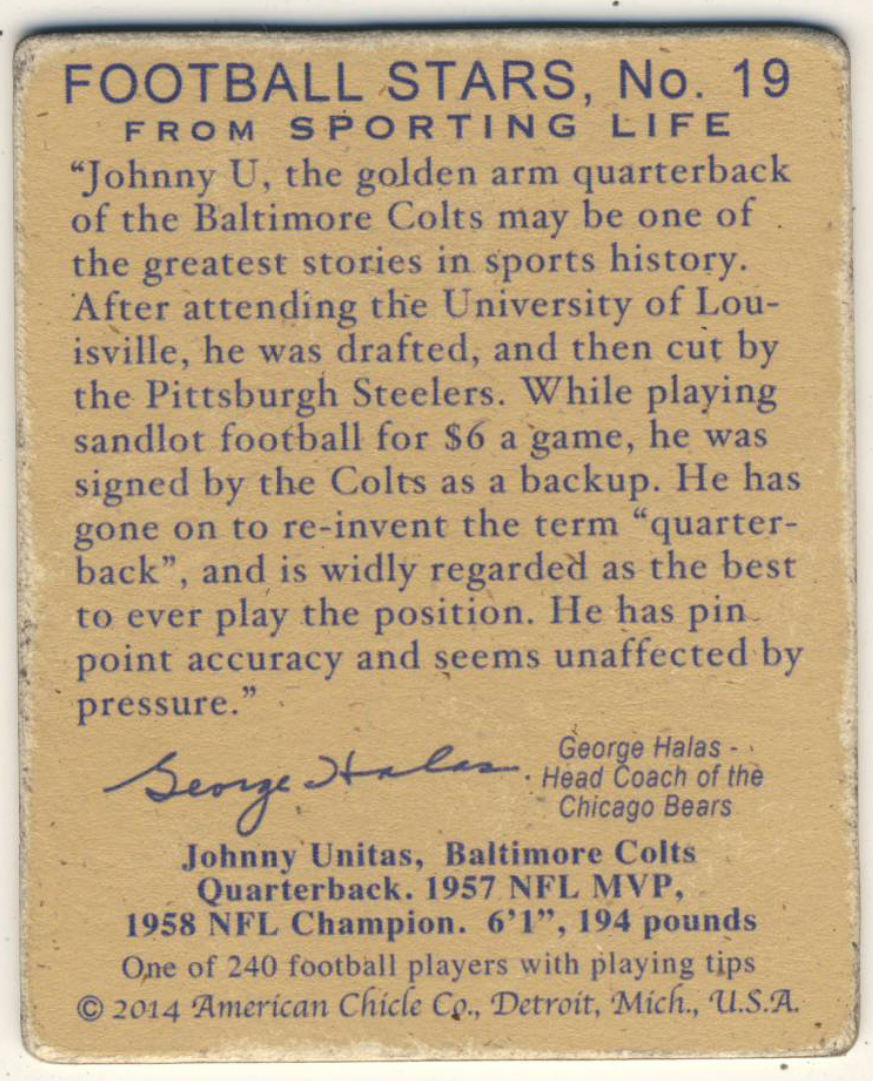 FOOTBALL STARS, No. 19
FROM SPORTING LIFE
“Johnny U, the golden arm quarterback
of the Baltimore Colts may be one of
the greatest stories in sports history.
After attending the University of Lou-
isville, he was drafted, and then cut by
the Pittsburgh Steelers. While playing
sandlot football for $6 a game, he was
signed by the Colts as a backup. He has
gone on to re-invent the term “quarter-
back”, and is widly regarded as the best
to ever play the position. He has pin
point accuracy and seems unaffected by
pressure.”
George Halas
George Halas -
Head Coach of the
Chicago Bears
Johnny Unitas, Baltimore Colts
Quarterback. 1957 NFL MVP,
1958 NFL Champion. 6’1”, 194 pounds
One of 240 football players with playing tips
© 2014 American Chicle Co., Detroit, Mich., U.S.A.